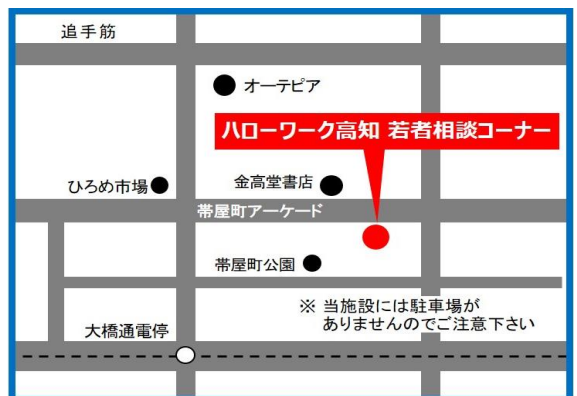 追手筋
オーテピア
ハローワーク高知 若者相談コーナー
ひろめ市場
金高堂書店
帯屋町アーケード
帯屋町公園
※ 当施設には駐車場が
ありませんのでご注意下さい
大橋通電停